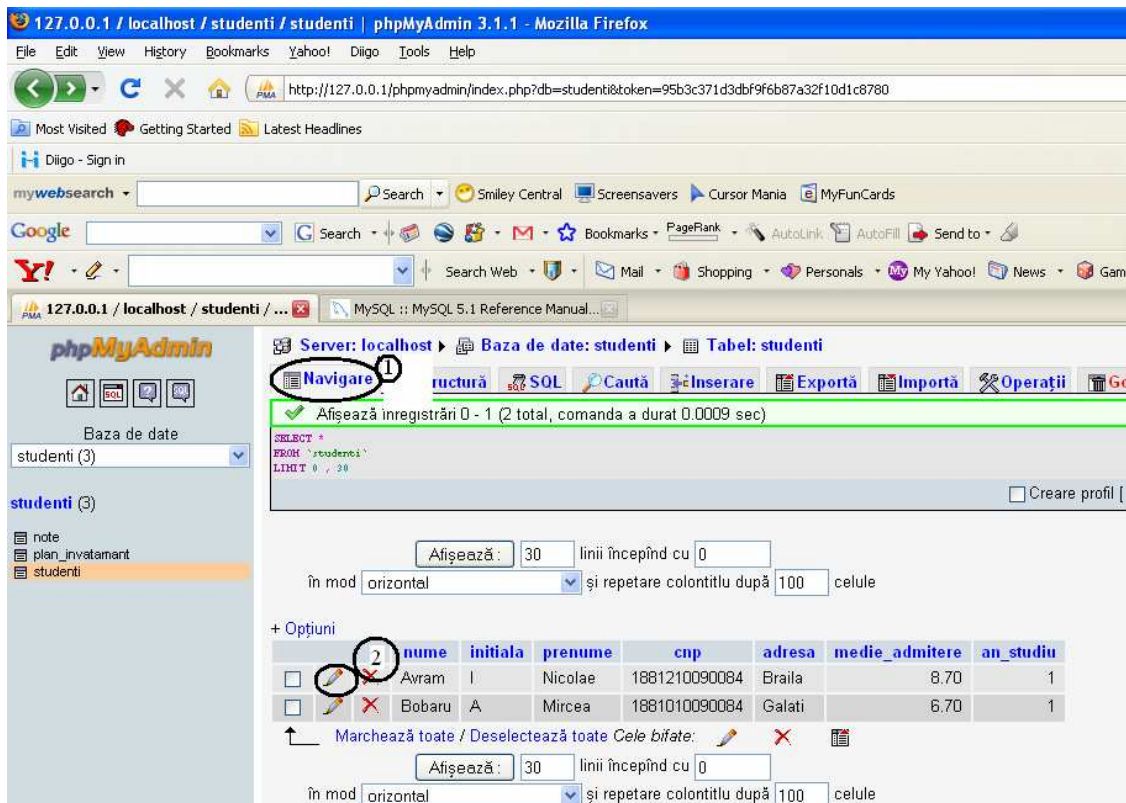 127.0.0.1 / localhost / studenti / studenti | phpMyAdmin 3.1.1 - Mozilla Firefox
File Edit View History Bookmarks Yahoo! Diigo Tools Help
PMA http://127.0.0.1/phpmyadmin/index.php?db=studenti&token=95b3c371d3dbf9f6b87a32f10d1c8780
Most Visited Getting Started Latest Headlines
Diigo - Sign in
mywebsearch Search Smiley Central Screensavers Cursor Mania MyFunCards
Google G Search Bookmarks PageRank AutoLink AutoFill Send to
Y! Search Web Mail Shopping Personals My My Yahoo! News Gam
PMA 127.0.0.1 / localhost / studenti / ... MySQL :: MySQL 5.1 Reference Manual...
phpMyAdmin
Baza de date
studenti (3)
studenti (3)
note
plan_invatamant
studenti
Server: localhost Baza de date: studenti Tabel: studenti
Navigare 1 ructură SQL Caută Inserare Exportă Importă Operații Go
Afișează înregistrări 0 - 1 (2 total, comanda a durat 0.0009 sec)
SELECT *
FROM `studenti`
LIMIT 0 , 30
Creare profil [
Afișează : 30 linii începînd cu 0
în mod orizontal și repetare colontitlu după 100 celule
+ Opțiuni
2 nume initiala prenume cnp adresa medie_admitere an_studiu
Avram I Nicolae 1881210090084 Braila 8.70 1
Bobaru A Mircea 1881010090084 Galati 6.70 1
Marchează toate / Deselectează toate Cele bifate:
Afișează : 30 linii începînd cu 0
în mod orizontal și repetare colontitlu după 100 celule